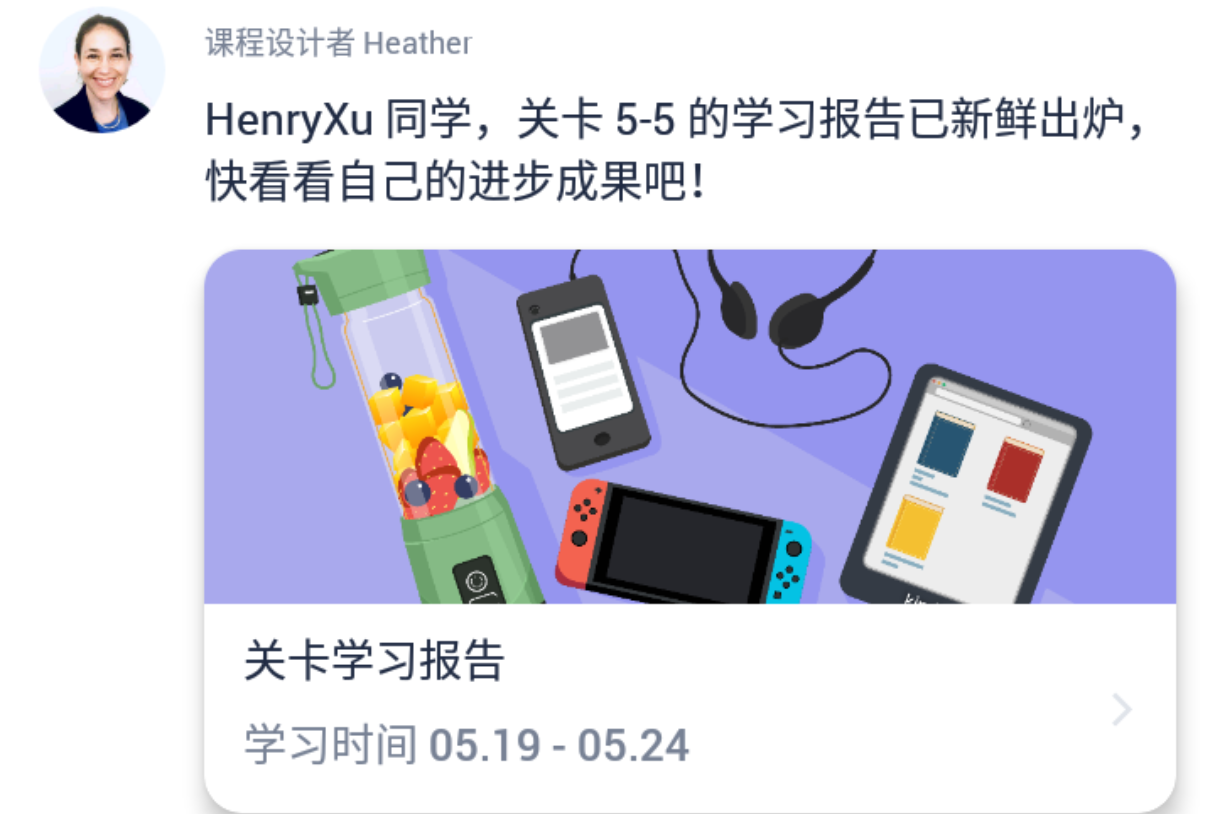 课程设计者 Heather
HenryXu 同学，关卡 5-5 的学习报告已新鲜出炉，
快看看自己的进步成果吧！
关卡学习报告
学习时间 05.19 - 05.24